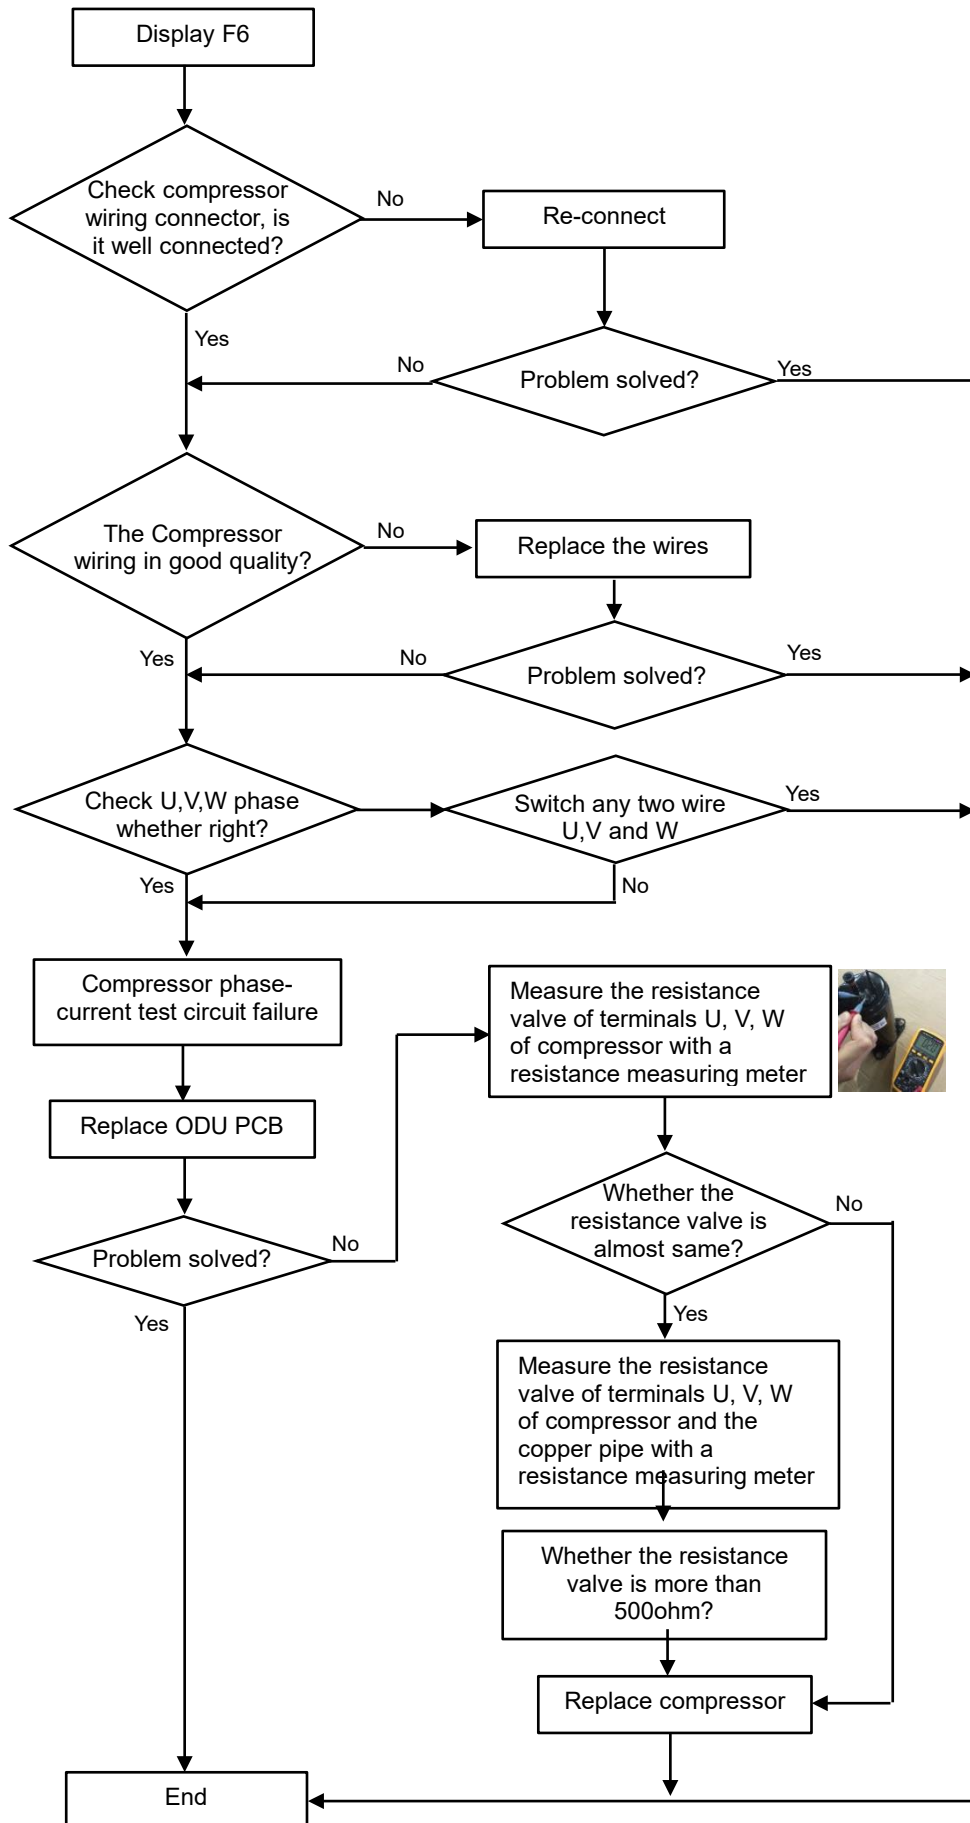 Display F6
Check compressor
wiring connector, is
it well connected?
No
Re-connect
Yes
No
Problem solved?
Yes
The Compressor
wiring in good quality?
No
Replace the wires
Yes
No
Problem solved?
Yes
Check U,V,W phase
whether right?
Switch any two wire
U,V and W
Yes
Yes
No
Compressor phase-
current test circuit failure
Measure the resistance
valve of terminals U, V, W
of compressor with a
resistance measuring meter
Replace ODU PCB
Problem solved?
No
Whether the
resistance valve is
almost same?
No
Yes
Yes
Measure the resistance
valve of terminals U, V, W
of compressor and the
copper pipe with a
resistance measuring meter
Whether the resistance
valve is more than
500ohm?
Replace compressor
End